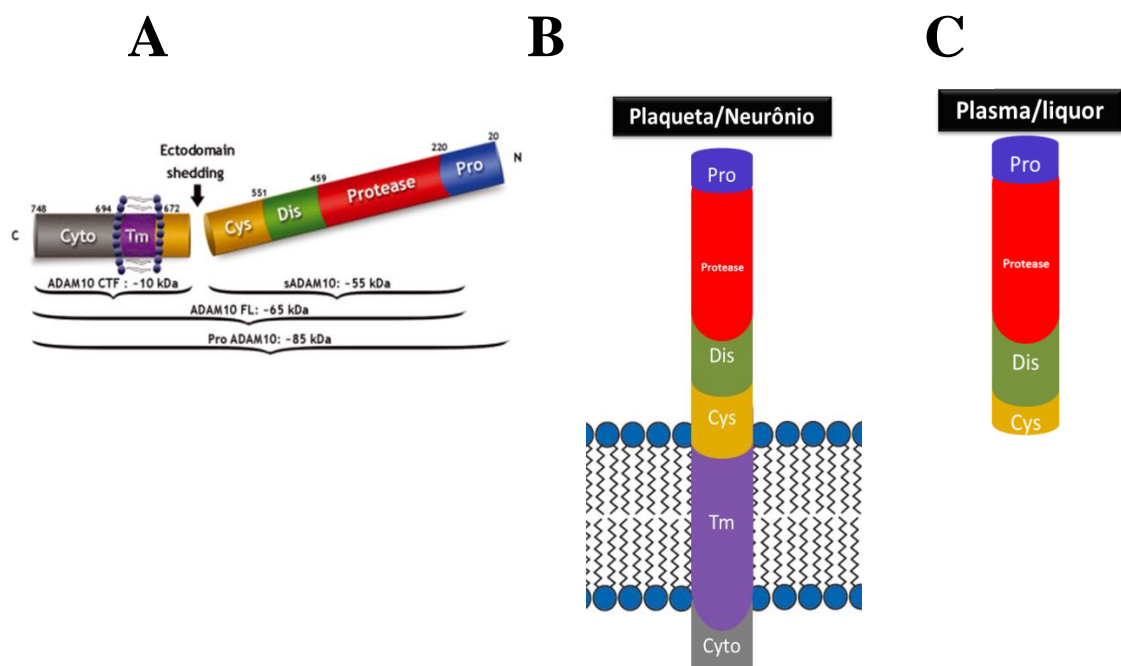 A
B
C
Ectodomain
shedding
20
N
220
Pro
459
Protease
551
Dis
Cys
748
694
672
C
Cyto
Tm
ADAM10 CTF : ~10 kDa
sADAM10: ~55 kDa
ADAM10 FL: ~65 kDa
Pro ADAM10: ~85 kDa
Plaqueta/Neurônio
Pro
Protease
Dis
Cys
Tm
Cyto
Plasma/liquor
Pro
Protease
Dis
Cys